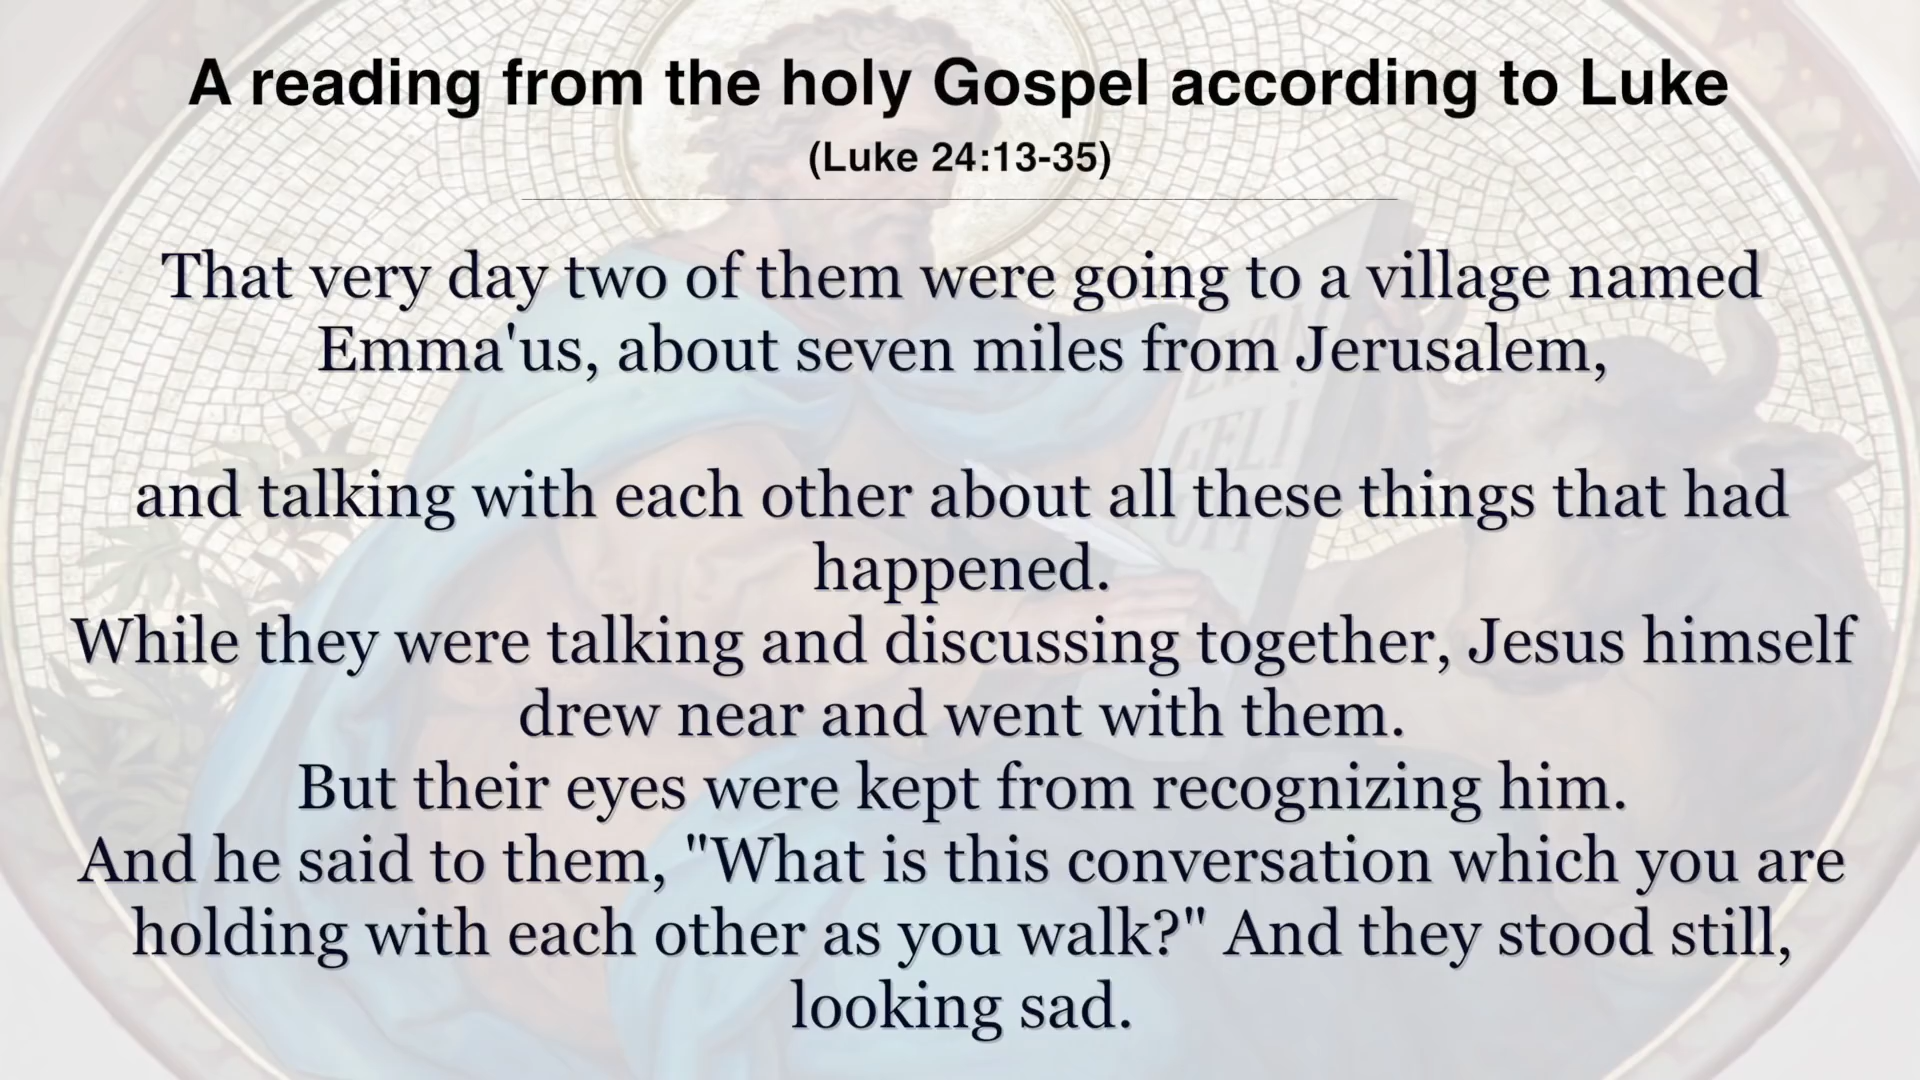 A reading from the holy Gospel according to Luke
(Luke 24:13-35)
That very day two of them were going to a village named
Emma'us, about seven miles from Jerusalem,
and talking with each other about all these things that had
happened.
While they were talking and discussing together, Jesus himself
drew near and went with them.
But their eyes were kept from recognizing him.
And he said to them, "What is this conversation which you are
holding with each other as you walk?" And they stood still,
looking sad.